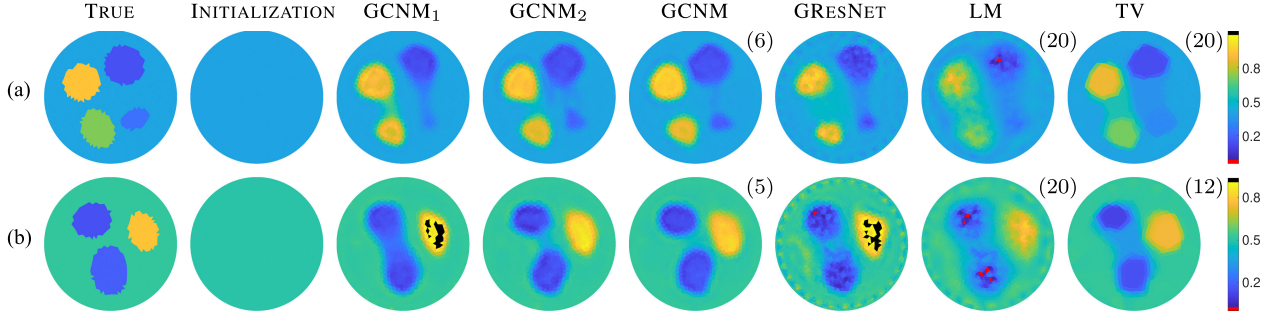 TRUE INITIALIZATION GCNM1 GCNM2 GCNM GRESNET LM TV
(a) (6) (20) (20)
0.8
0.5
0.2
(b) (5) (20) (12)
0.8
0.5
0.2